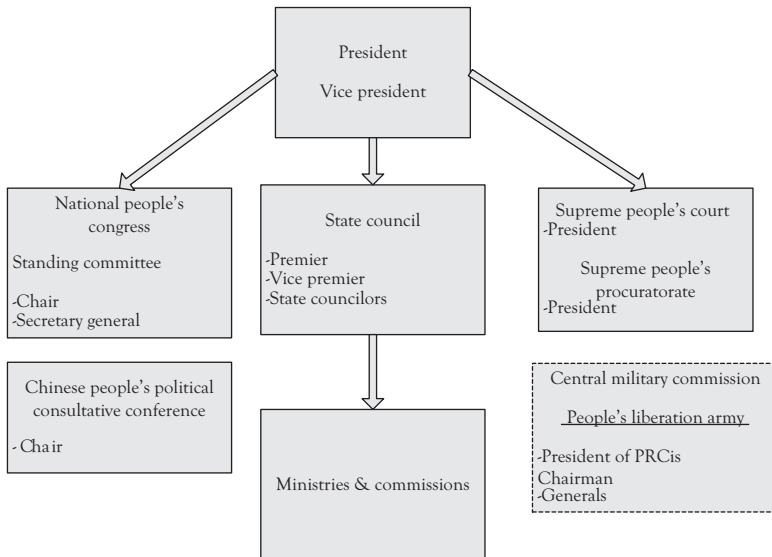 President
Vice president
National people's
congress
Standing committee
-Chair
-Secretary general
State council
-Premier
-Vice premier
-State councilors
Supreme people's court
-President
Supreme people's
procuratorate
-President
Chinese people's political
consultative conference
- Chair
Ministries & commissions
Central military commission
People's liberation army
-President of PRCis
Chairman
-Generals